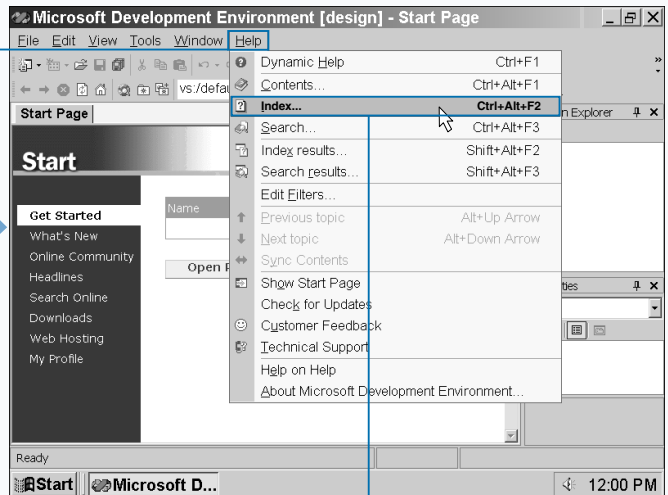 Microsoft Development Environment [design] - Start Page
File Edit View Tools Window Help
vs:/defau
Start Page
Start
Get Started
What's New
Online Community
Headlines
Search Online
Downloads
Web Hosting
My Profile
Name
Open P
Dynamic Help Ctrl+F1
Contents... Ctrl+Alt+F1
Index... Ctrl+Alt+F2
Search... Ctrl+Alt+F3
Index results... Shift+Alt+F2
Search results... Shift+Alt+F3
Edit Filters...
Previous topic Alt+Up Arrow
Next topic Alt+Down Arrow
Sync Contents
Show Start Page
Check for Updates
Customer Feedback
Technical Support
Help on Help
About Microsoft Development Environment...
n Explorer
ties
Ready
Start Microsoft D... 12:00 PM